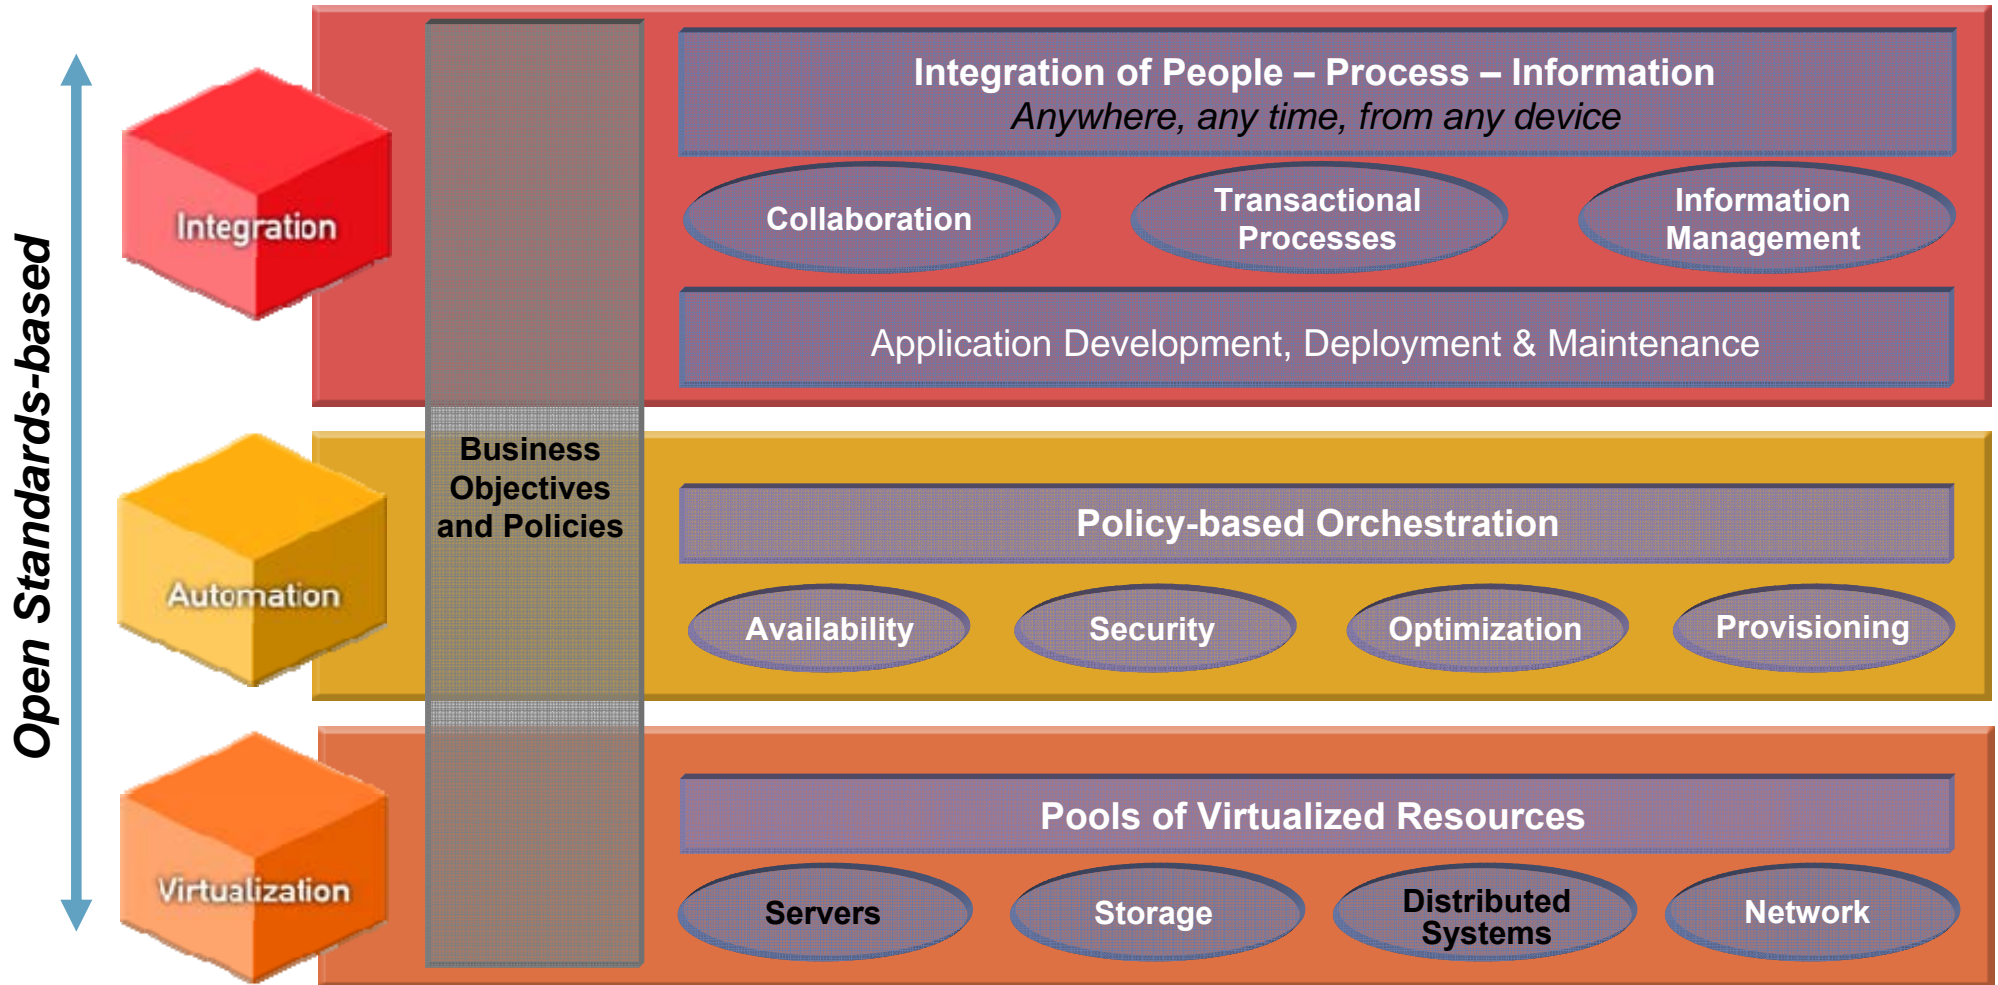 Open Standards-based
Integration
Integration of People – Process – Information
Anywhere, any time, from any device
Collaboration
Transactional
Processes
Information
Management
Application Development, Deployment & Maintenance
Business
Objectives
and Policies
Automation
Policy-based Orchestration
Availability
Security
Optimization
Provisioning
Virtualization
Pools of Virtualized Resources
Servers
Storage
Distributed
Systems
Network